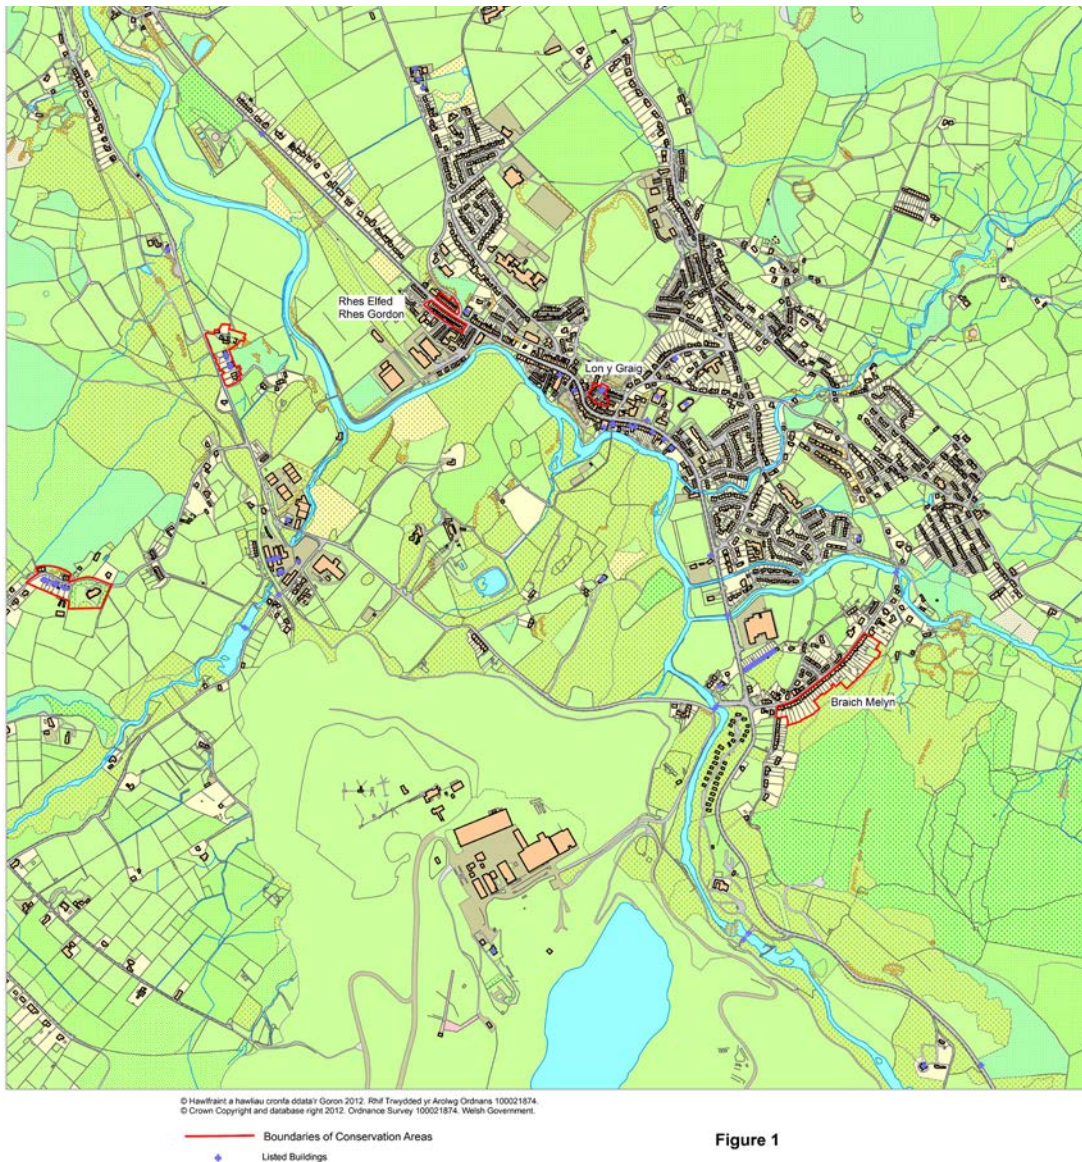 Rhes Elfed
Rhes Gordon
Lon y Graig
Braich Melyn
© Hawlfraint a hawliau cronfa ddata'r Goron 2012. Rhif Trwydded yr Arolwg Ordnans 100021874.
© Crown Copyright and database right 2012. Ordnance Survey 100021874. Welsh Government.
Boundaries of Conservation Areas
Listed Buildings
Figure 1